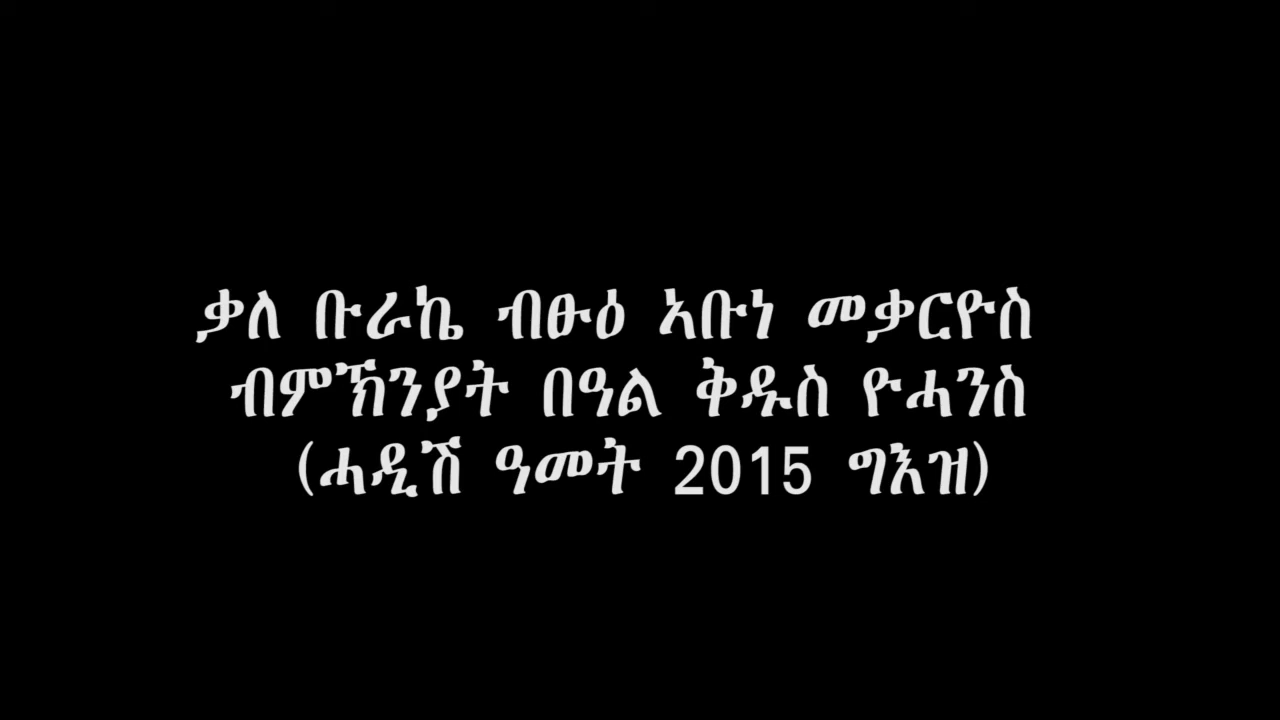 ቃለ ቡራኬ ብፁዕ ኣቡነ መቃርዮስ
ብምኽንያት በዓል ቅዱስ ዮሓንስ
(ሓዲሽ ዓመት 2015 ግእዝ)